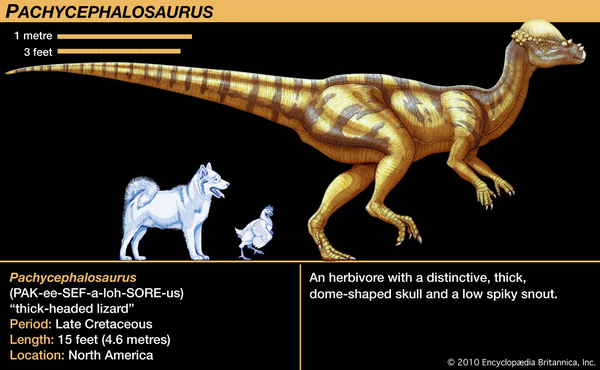 PACHYCEPHALOSAURUS
1 metre
3 feet
Pachycephalosaurus
(PAK-ee-SEF-a-loh-SORE-us)
“thick-headed lizard”
Period: Late Cretaceous
Length: 15 feet (4.6 metres)
Location: North America
An herbivore with a distinctive, thick,
dome-shaped skull and a low spiky snout.
© 2010 Encyclopædia Britannica, Inc.